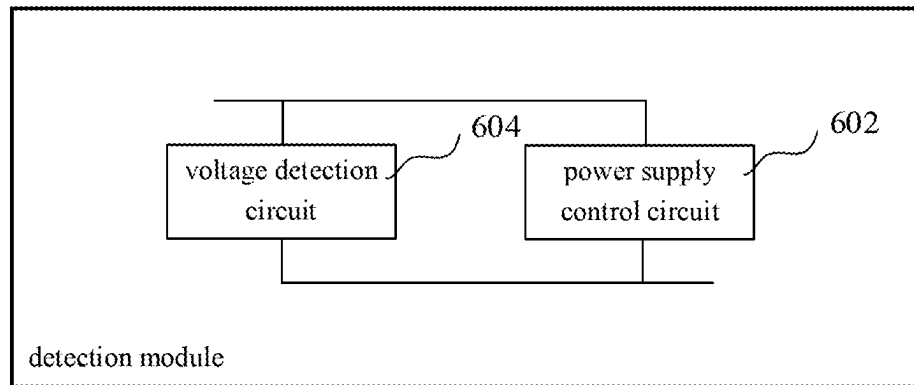 604
602
voltage detection
circuit
power supply
control circuit
detection module